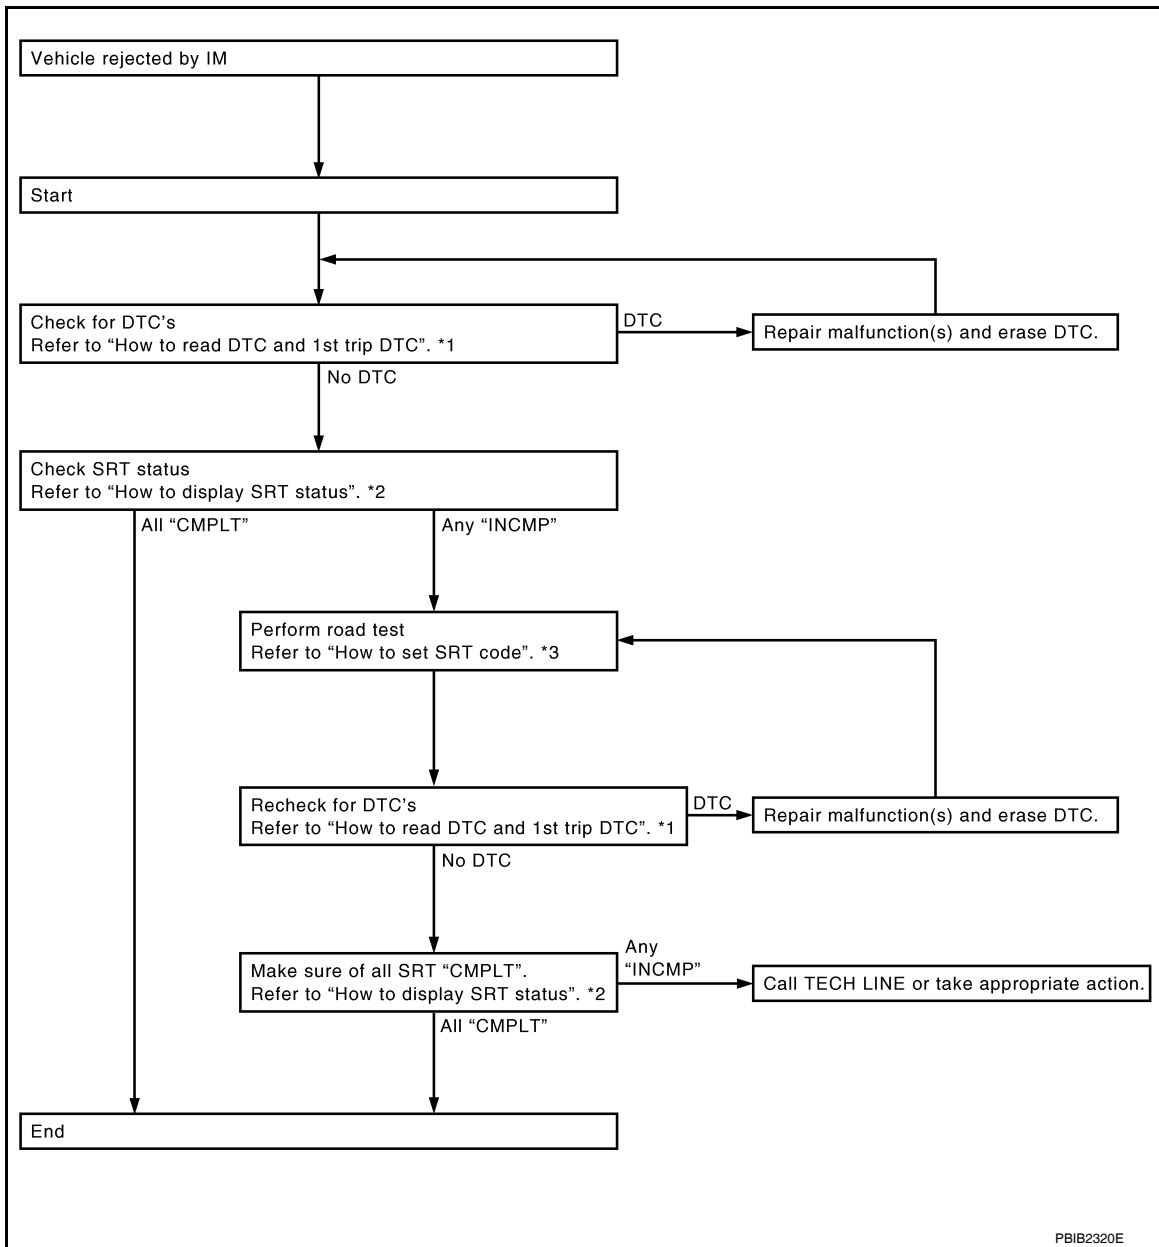 Vehicle rejected by IM
Start
Check for DTC's
Refer to “How to read DTC and 1st trip DTC”. *1
DTC
Repair malfunction(s) and erase DTC.
No DTC
Check SRT status
Refer to “How to display SRT status”. *2
All “CMPLT”
Any “INCMP”
Perform road test
Refer to “How to set SRT code”. *3
Recheck for DTC's
Refer to “How to read DTC and 1st trip DTC”. *1
DTC
Repair malfunction(s) and erase DTC.
No DTC
Make sure of all SRT “CMPLT”.
Refer to “How to display SRT status”. *2
Any
“INCMP”
Call TECH LINE or take appropriate action.
All “CMPLT”
End
PBIB2320E